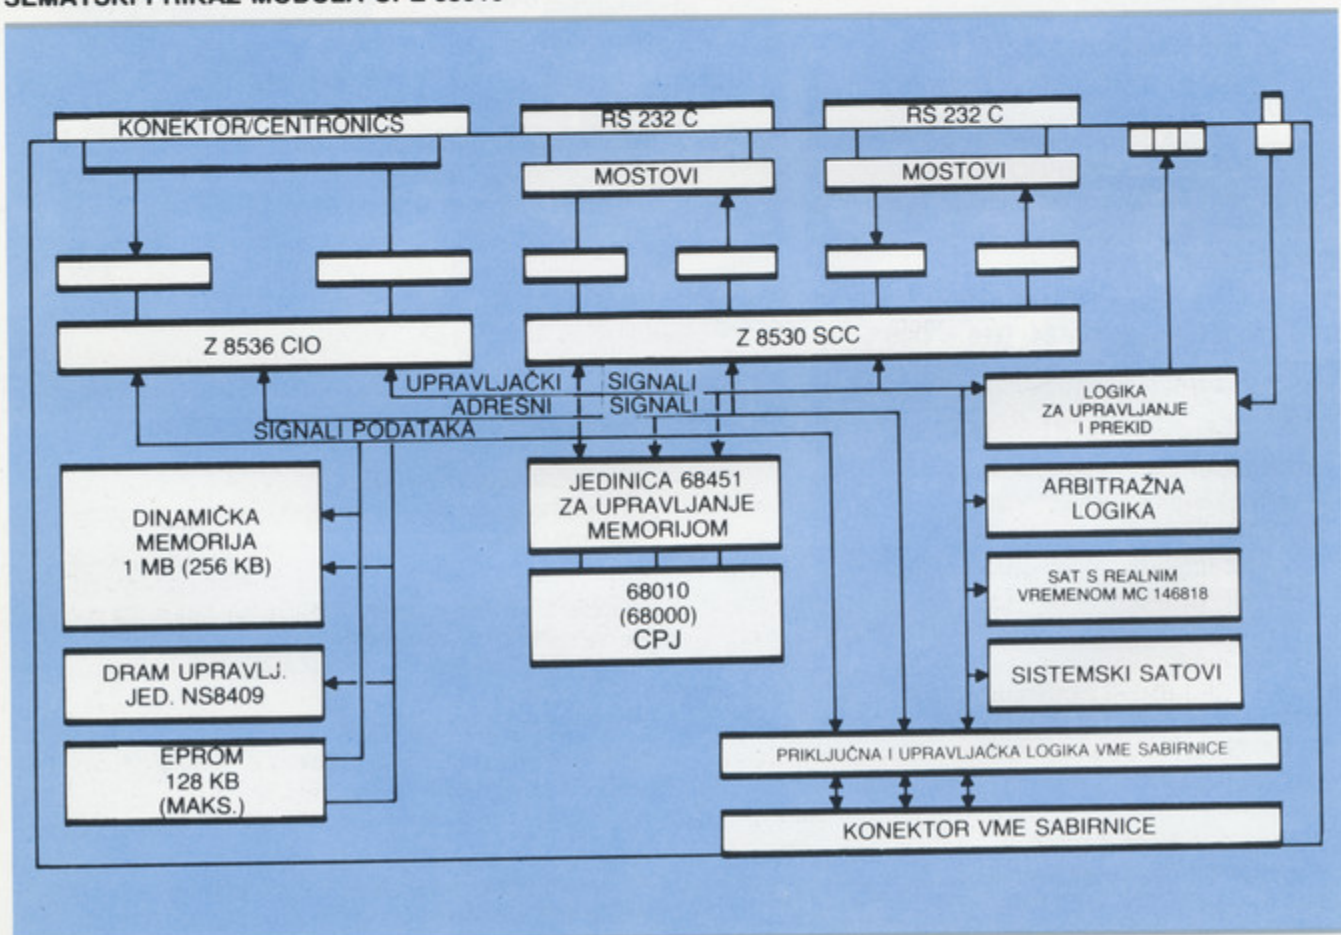 KONEKTOR/CENTRONICS
RS 232 C
RS 232 C
MOSTOVI
MOSTOVI
Z 8536 CIO
Z 8530 SCC
UPRAVLJAČKI SIGNALI
ADRESNI SIGNALI
SIGNALI PODATAKA
LOGIKA
ZA UPRAVLJANJE
I PREKID
DINAMIČKA
MEMORIJA
1 MB (256 KB)
JEDINICA 68451
ZA UPRAVLJANJE
MEMORIJOM
ARBITRAŽNA
LOGIKA
68010
(68000)
CPJ
SAT S REALNIM
VREMENOM MC 146818
DRAM UPRAVLJ.
JED. NS8409
SISTEMSKI SATOVI
EPROM
128 KB
(MAKS.)
PRIKLJUČNA I UPRAVLJAČKA LOGIKA VME SABIRNICE
KONEKTOR VME SABIRNICE